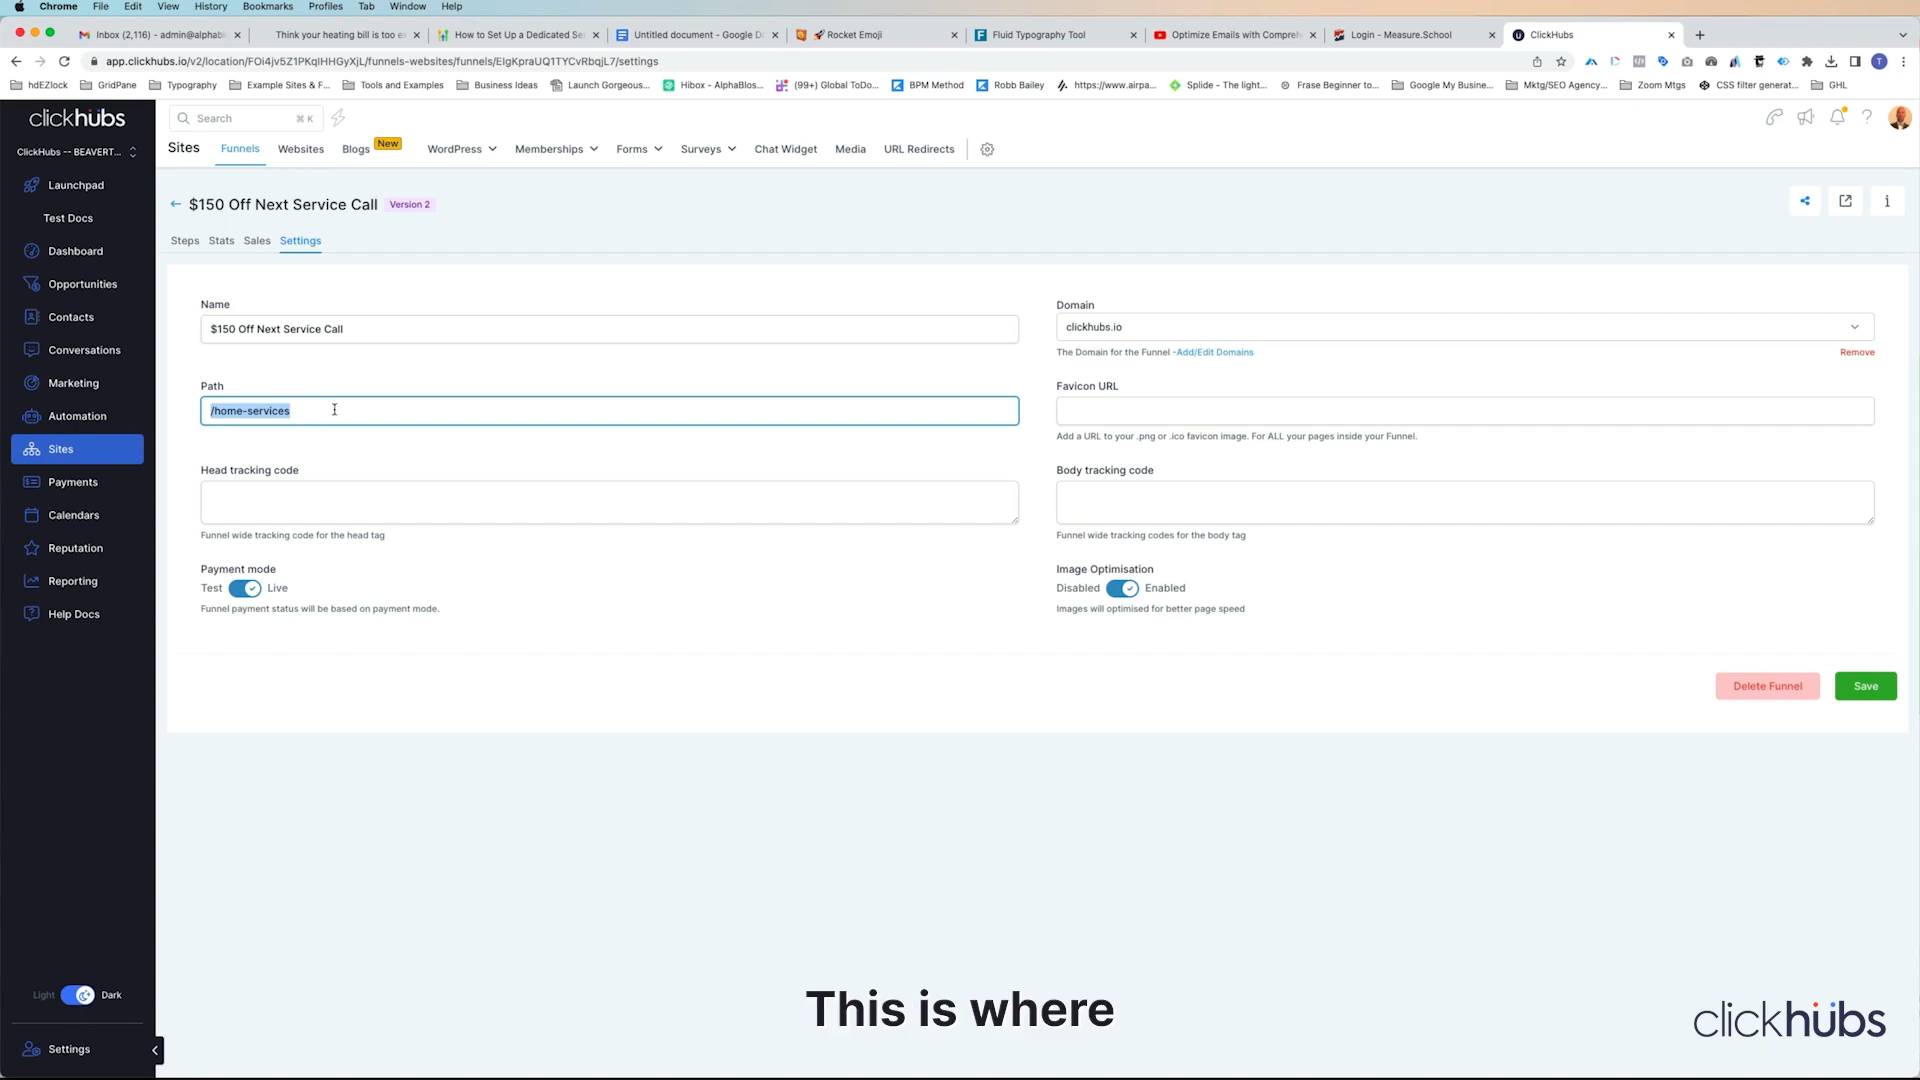 Chrome File Edit View History Bookmarks Profiles Tab Window Help
Inbox (2,116) - admin@alphabl Think your heating bill is too e How to Set Up a Dedicated Se Untitled document - Google D 🚀 Rocket Emoji Fluid Typography Tool Optimize Emails with Compreh Login - Measure.School ClickHubs
app.clickhubs.io/v2/location/FOi4jv5Z1PKqlHHGyXjL/funnels-websites/funnels/EIgKpraUQ1TYCvRbqjL7/settings
hdEZlock GridPane Typography Example Sites & F... Tools and Examples Business Ideas Launch Gorgeous... Hibox - AlphaBlos... (99+) Global ToDo... BPM Method Robb Bailey https://www.airpa... Splide - The light... Frase Beginner to... Google My Busine... Mktg/SEO Agency... Zoom Mtgs CSS filter generat... GHL
clickhubs
Search ⌘ K
ClickHubs -- BEAVERT...
Sites Funnels Websites Blogs New WordPress Memberships Forms Surveys Chat Widget Media URL Redirects
Launchpad
Test Docs
Dashboard
Opportunities
Contacts
Conversations
Marketing
Automation
Sites
Payments
Calendars
Reputation
Reporting
Help Docs
Light Dark
Settings
$150 Off Next Service Call Version 2
Steps Stats Sales Settings
Name
$150 Off Next Service Call
Domain
clickhubs.io
The Domain for the Funnel -Add/Edit Domains Remove
Path
/home-services
Favicon URL
Add a URL to your .png or .ico favicon image. For ALL your pages inside your Funnel.
Head tracking code
Funnel wide tracking code for the head tag
Body tracking code
Funnel wide tracking codes for the body tag
Payment mode
Test Live
Funnel payment status will be based on payment mode.
Image Optimisation
Disabled Enabled
Images will optimised for better page speed
Delete Funnel Save
This is where
clickhubs